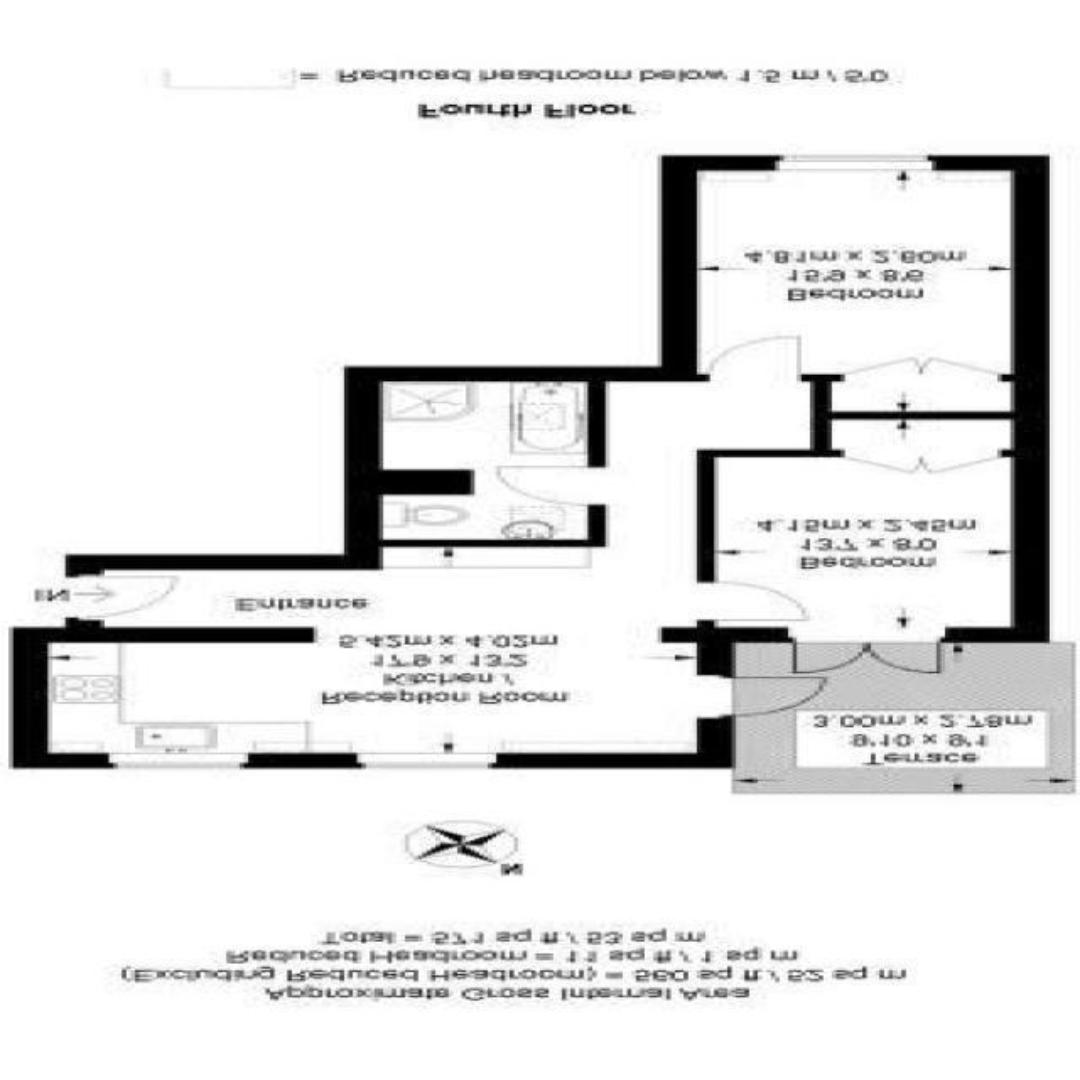 Approximate Gross Internal Area
(Excluding Reduced Headroom) = 560 sq ft / 52 sq m
Reduced Headroom = 11 sq ft / 1 sq m
Total = 571 sq ft / 53 sq m
N
Terrace
9'10 x 9'1
3.00m x 2.78m
Reception Room
Kitchen /
17'9 x 13'2
5.42m x 4.02m
Entrance
IN
Bedroom
13'7 x 8'0
4.15m x 2.45m
Bedroom
15'9 x 8'6
4.81m x 2.60m
Fourth Floor
= Reduced headroom below 1.5 m / 5'0